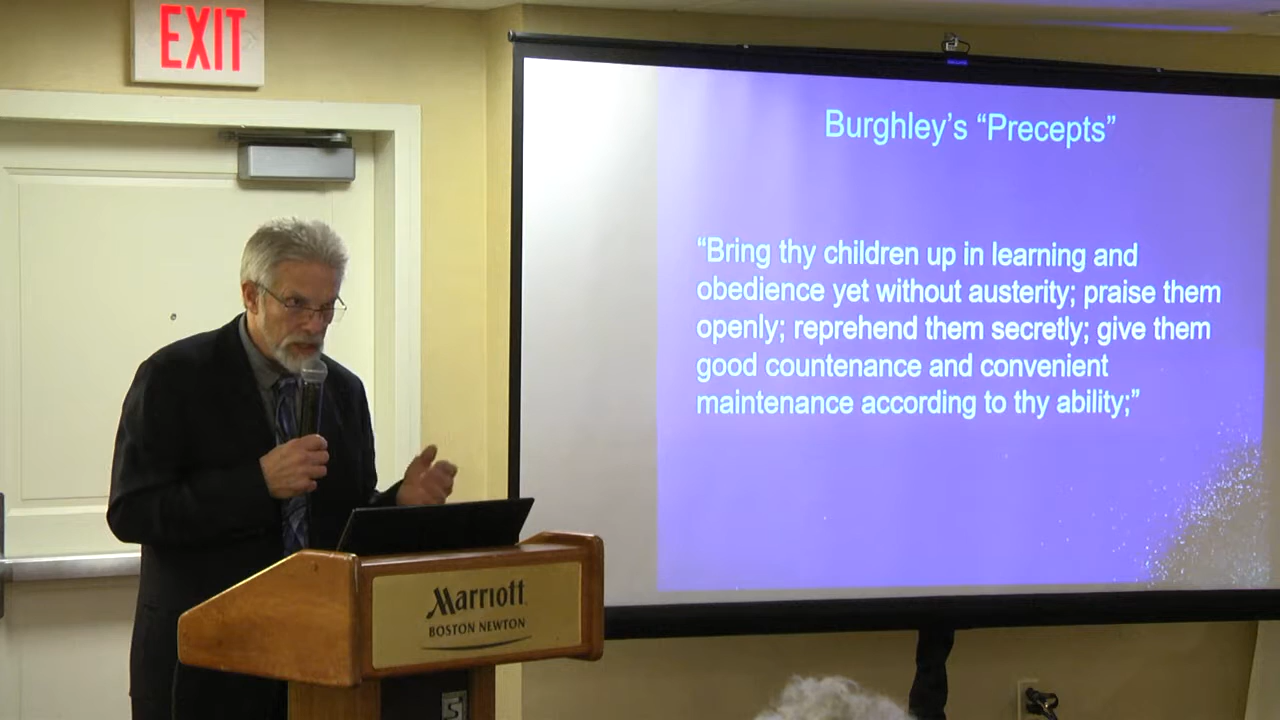 EXIT
Burghley's “Precepts”
“Bring thy children up in learning and
obedience yet without austerity; praise them
openly; reprehend them secretly; give them
good countenance and convenient
maintenance according to thy ability;”
Marriott
BOSTON NEWTON